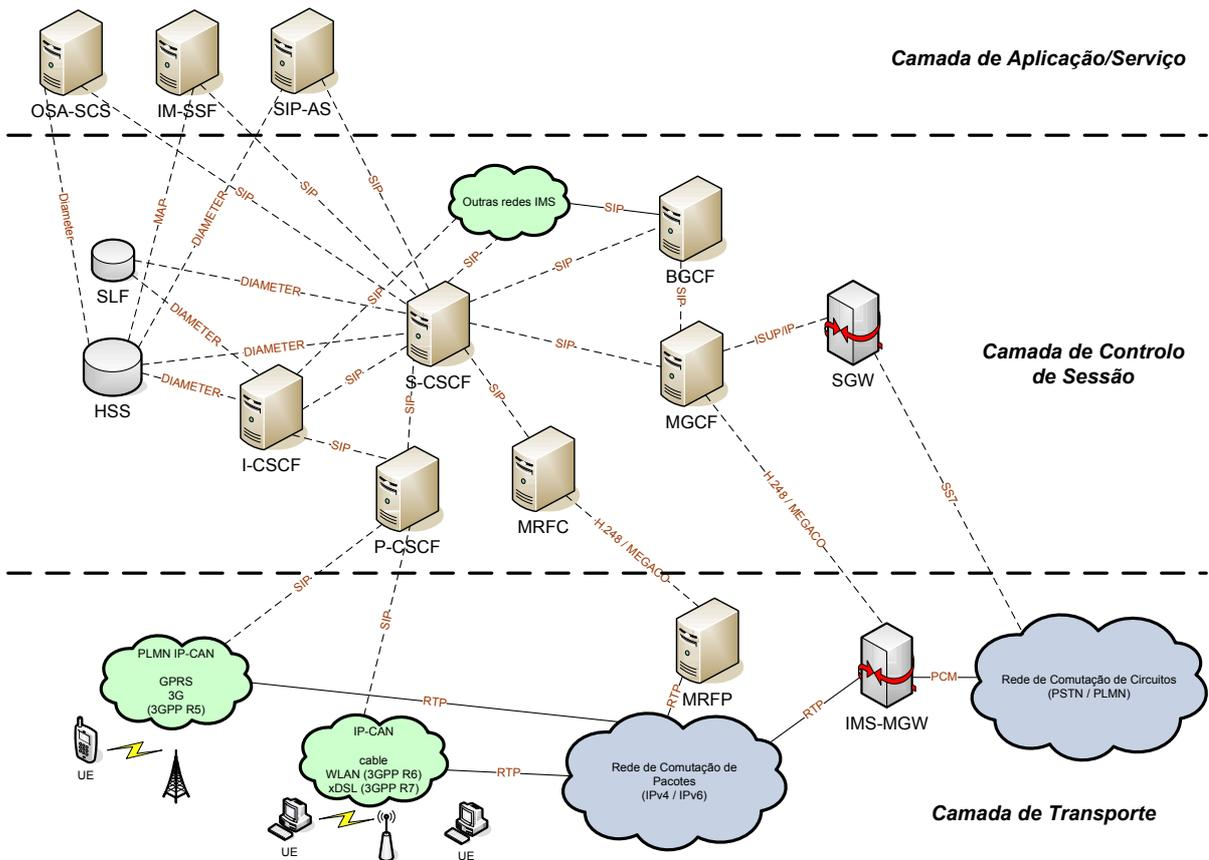 Camada de Aplicação/Serviço
OSA-SCS
IM-SSF
SIP-AS
Diameter
MAP
DIAMETER
SIP
SIP
SIP
Outras redes IMS
SIP
BGCF
SIP
SIP
SIP
SIP
SLF
DIAMETER
DIAMETER
HSS
DIAMETER
DIAMETER
S-CSCF
SIP
SIP
SIP
SIP
MGCF
ISUP/IP
SGW
Camada de Controlo
de Sessão
I-CSCF
SIP
P-CSCF
MRFC
H.248 / MEGACO
H.248 / MEGACO
SS7
SIP
SIP
PLMN IP-CAN
GPRS
3G
(3GPP R5)
UE
RTP
IP-CAN
cable
WLAN (3GPP R6)
xDSL (3GPP R7)
UE
UE
RTP
RTP
MRFP
Rede de Comutação de
Pacotes
(IPv4 / IPv6)
RTP
IMS-MGW
PCM
Rede de Comutação de Circuitos
(PSTN / PLMN)
Camada de Transporte